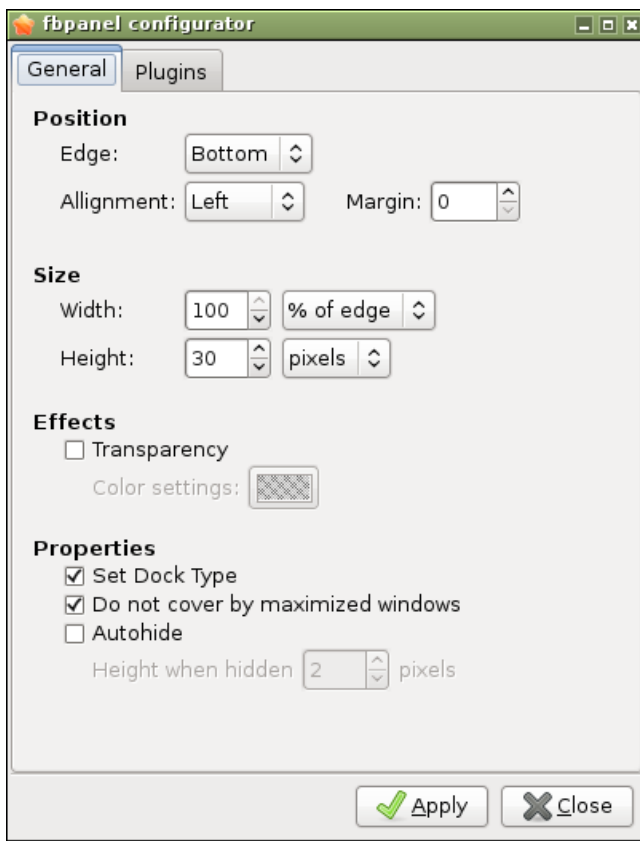 fbpanel configurator
General Plugins
Position
Edge: Bottom
Allignment: Left Margin: 0
Size
Width: 100 % of edge
Height: 30 pixels
Effects
Transparency
Color settings:
Properties
Set Dock Type
Do not cover by maximized windows
Autohide
Height when hidden 2 pixels
Apply Close